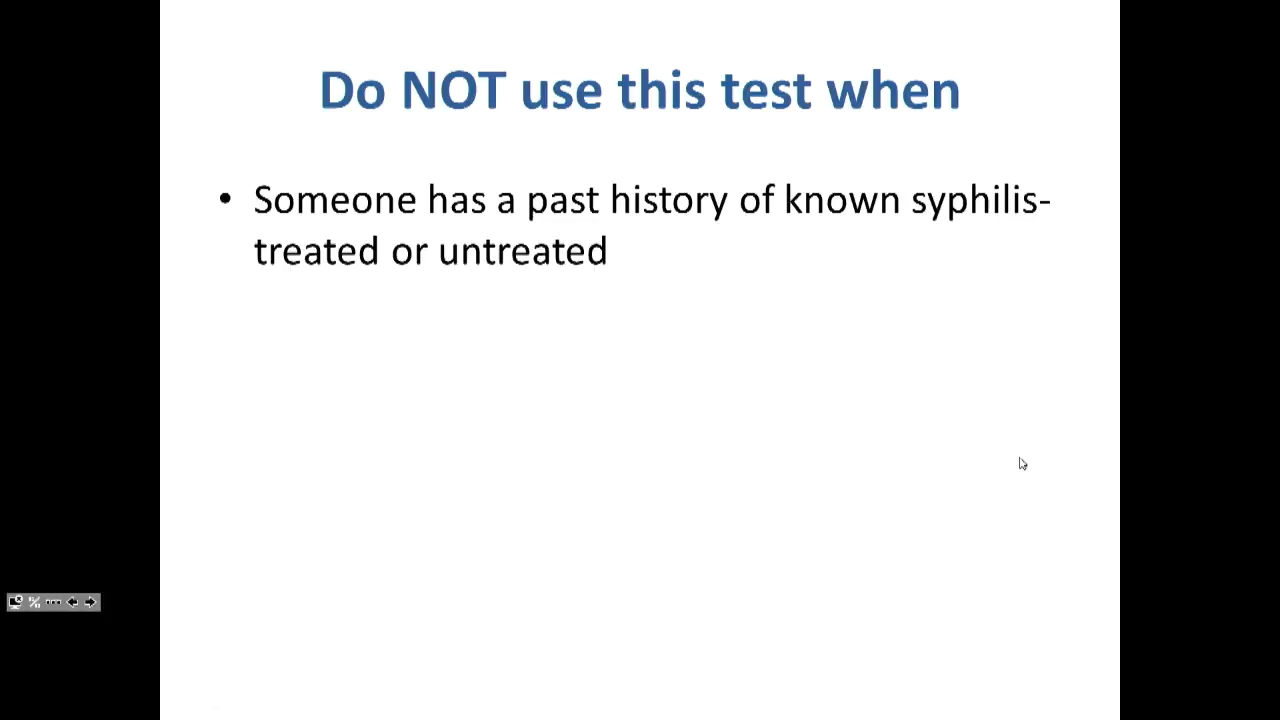 Do NOT use this test when
• Someone has a past history of known syphilis-
treated or untreated